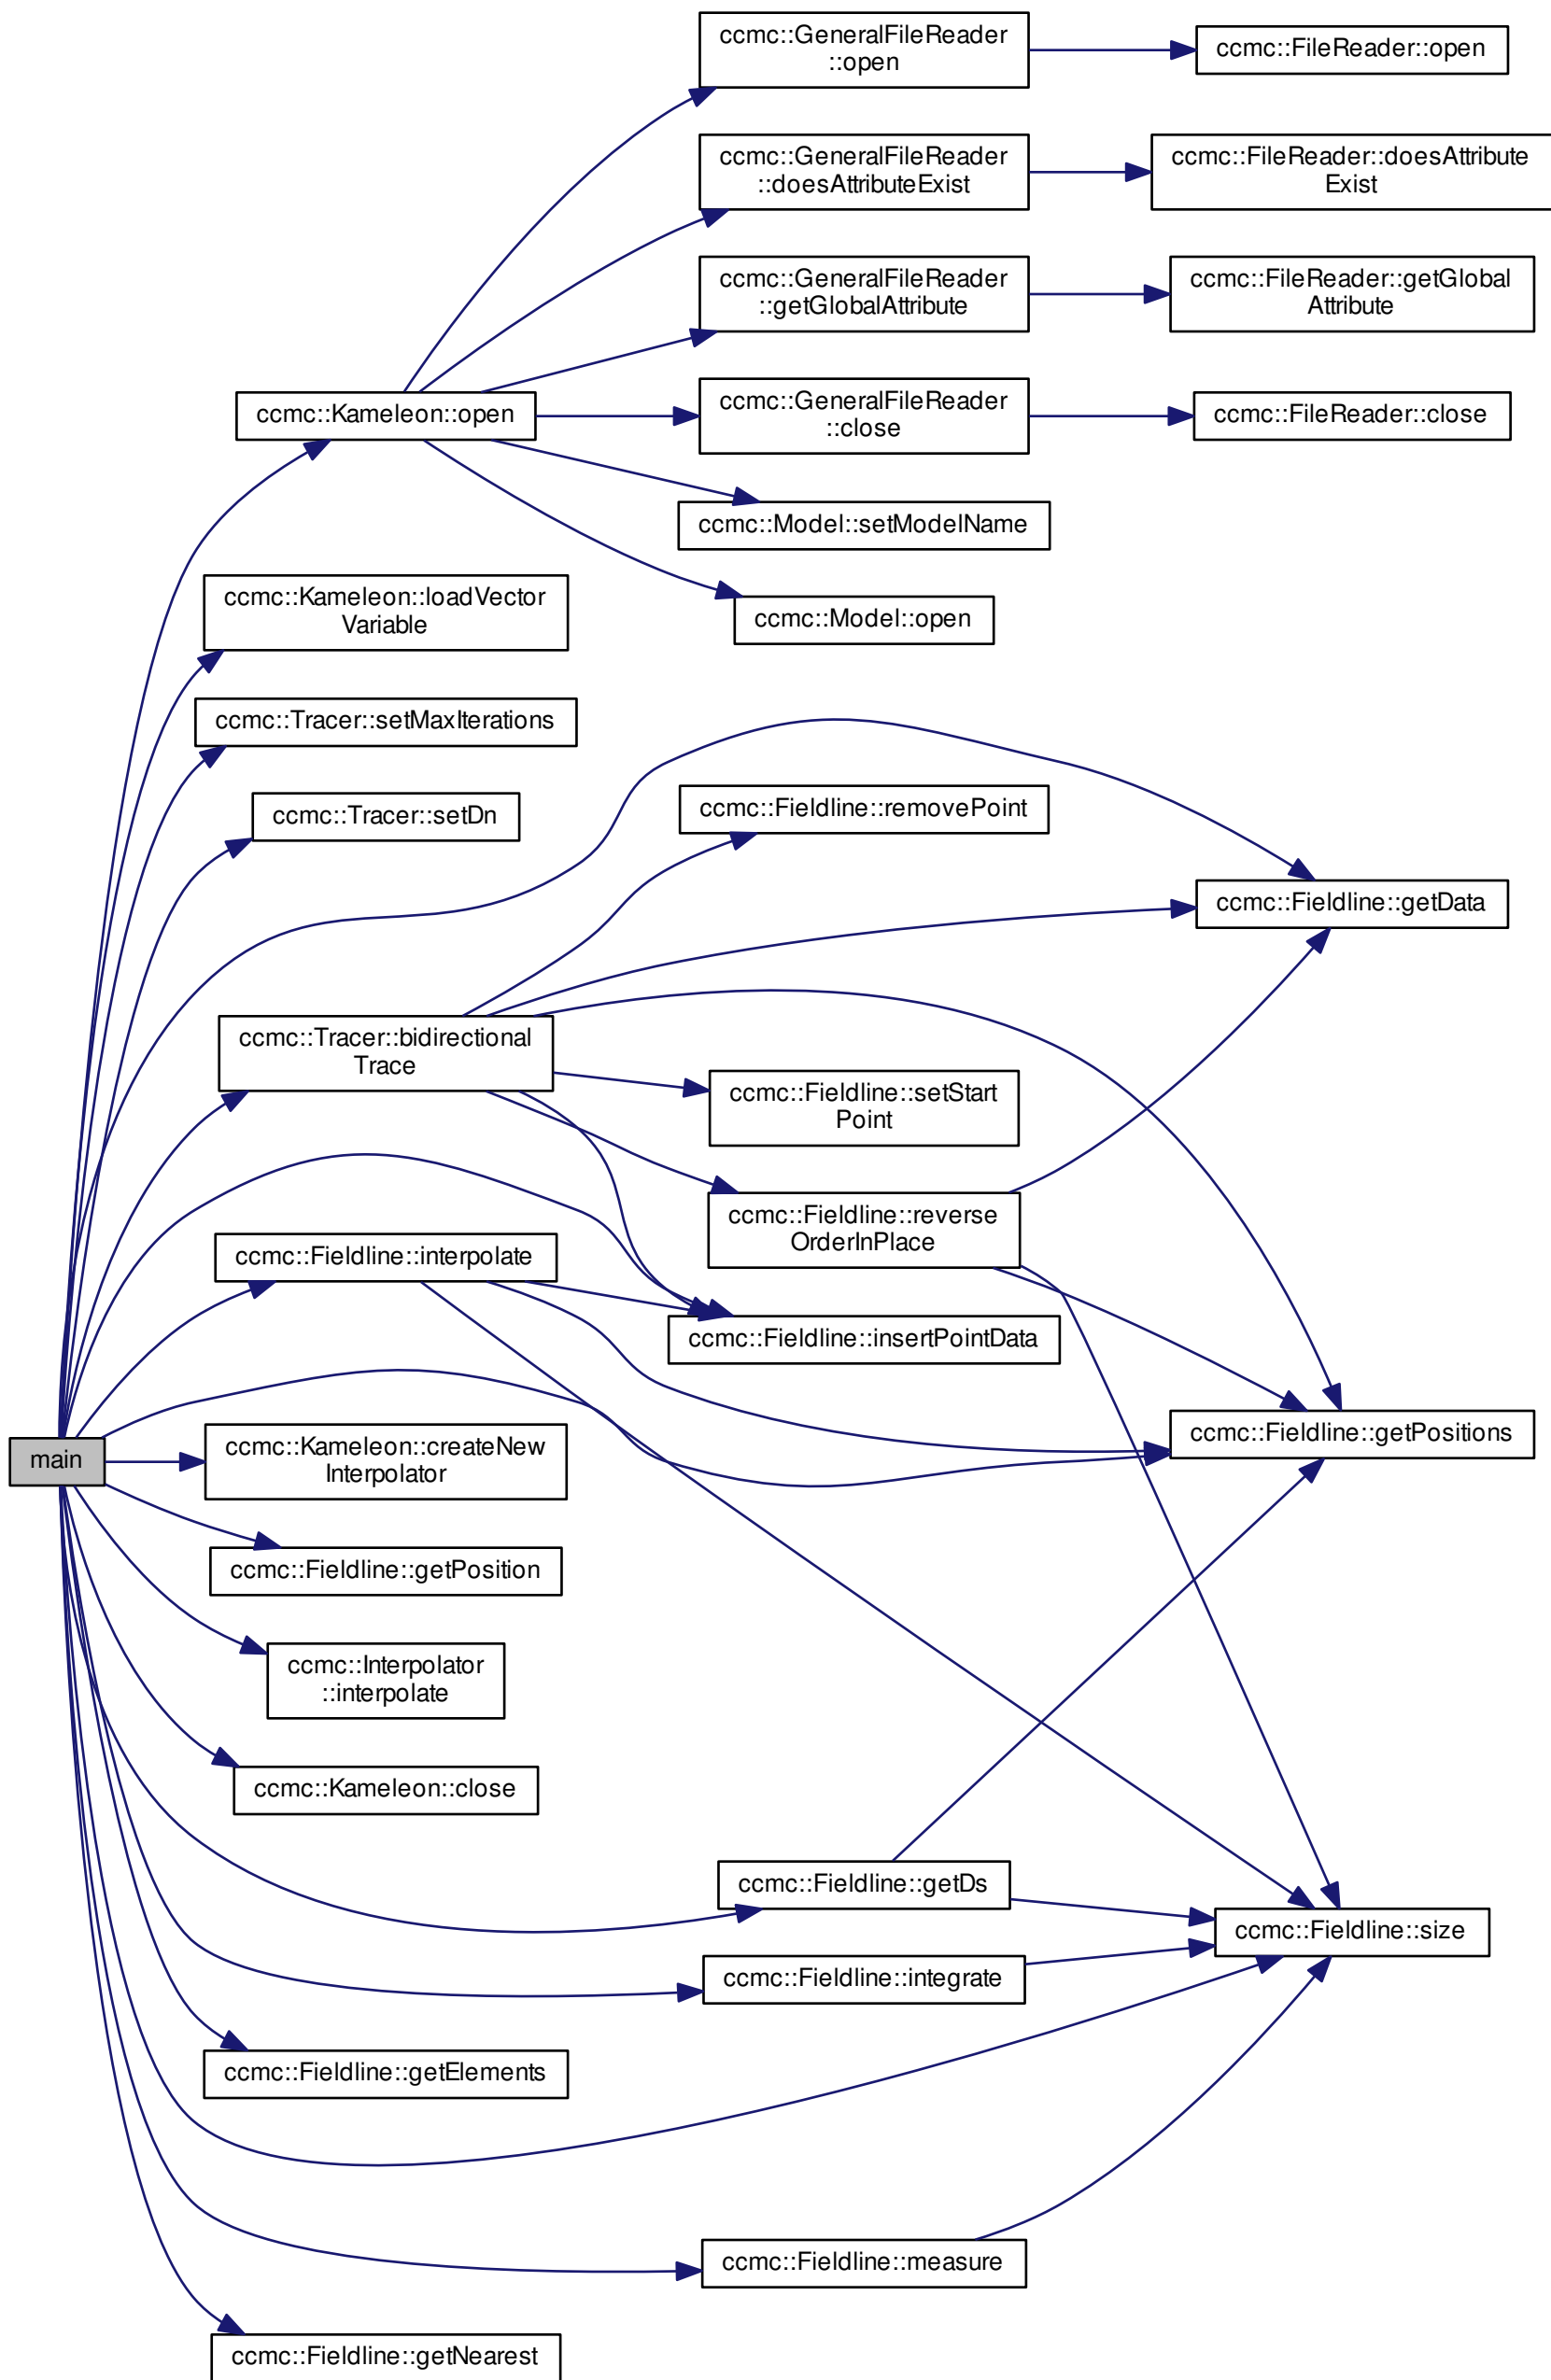 ccmc::GeneralFileReader
::open
ccmc::FileReader::open
ccmc::GeneralFileReader
::doesAttributeExist
ccmc::FileReader::doesAttribute
Exist
ccmc::GeneralFileReader
::getGlobalAttribute
ccmc::FileReader::getGlobal
Attribute
ccmc::Kameleon::open
ccmc::GeneralFileReader
::close
ccmc::FileReader::close
ccmc::Model::setModelName
ccmc::Kameleon::loadVector
Variable
ccmc::Model::open
ccmc::Tracer::setMaxIterations
ccmc::Tracer::setDn
ccmc::Fieldline::removePoint
ccmc::Fieldline::getData
ccmc::Tracer::bidirectional
Trace
ccmc::Fieldline::setStart
Point
ccmc::Fieldline::reverse
OrderInPlace
ccmc::Fieldline::interpolate
ccmc::Fieldline::insertPointData
ccmc::Fieldline::getPositions
main
ccmc::Kameleon::createNew
Interpolator
ccmc::Fieldline::getPosition
ccmc::Interpolator
::interpolate
ccmc::Kameleon::close
ccmc::Fieldline::getDs
ccmc::Fieldline::size
ccmc::Fieldline::integrate
ccmc::Fieldline::getElements
ccmc::Fieldline::measure
ccmc::Fieldline::getNearest